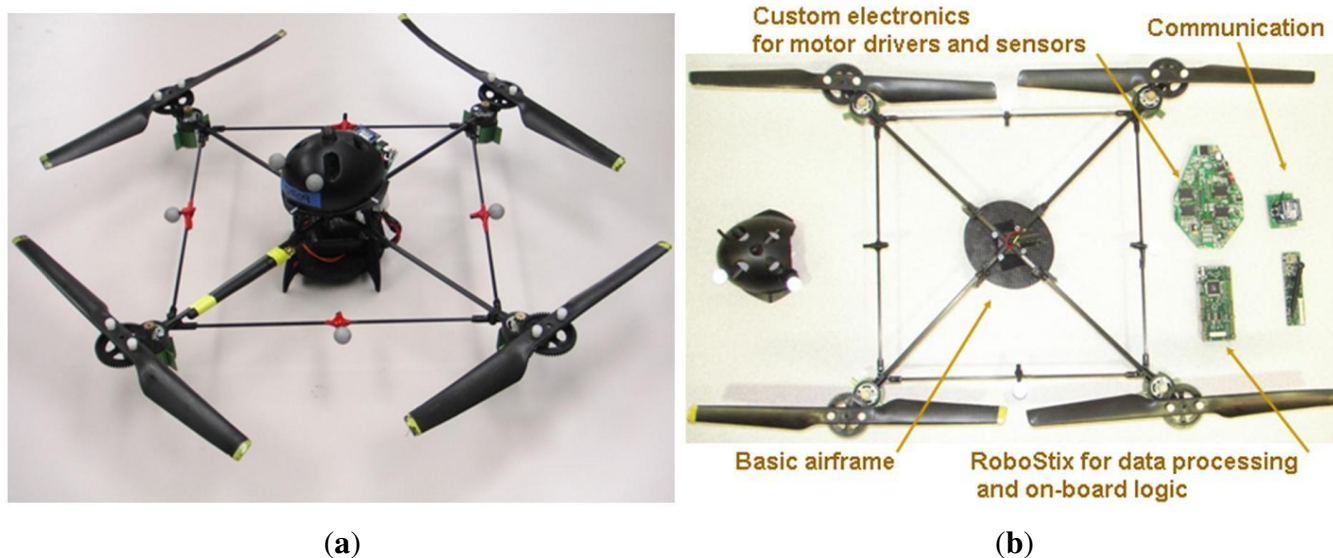 Custom electronics
for motor drivers and sensors
Communication
Basic airframe
RoboStix for data processing
and on-board logic
(a)
(b)